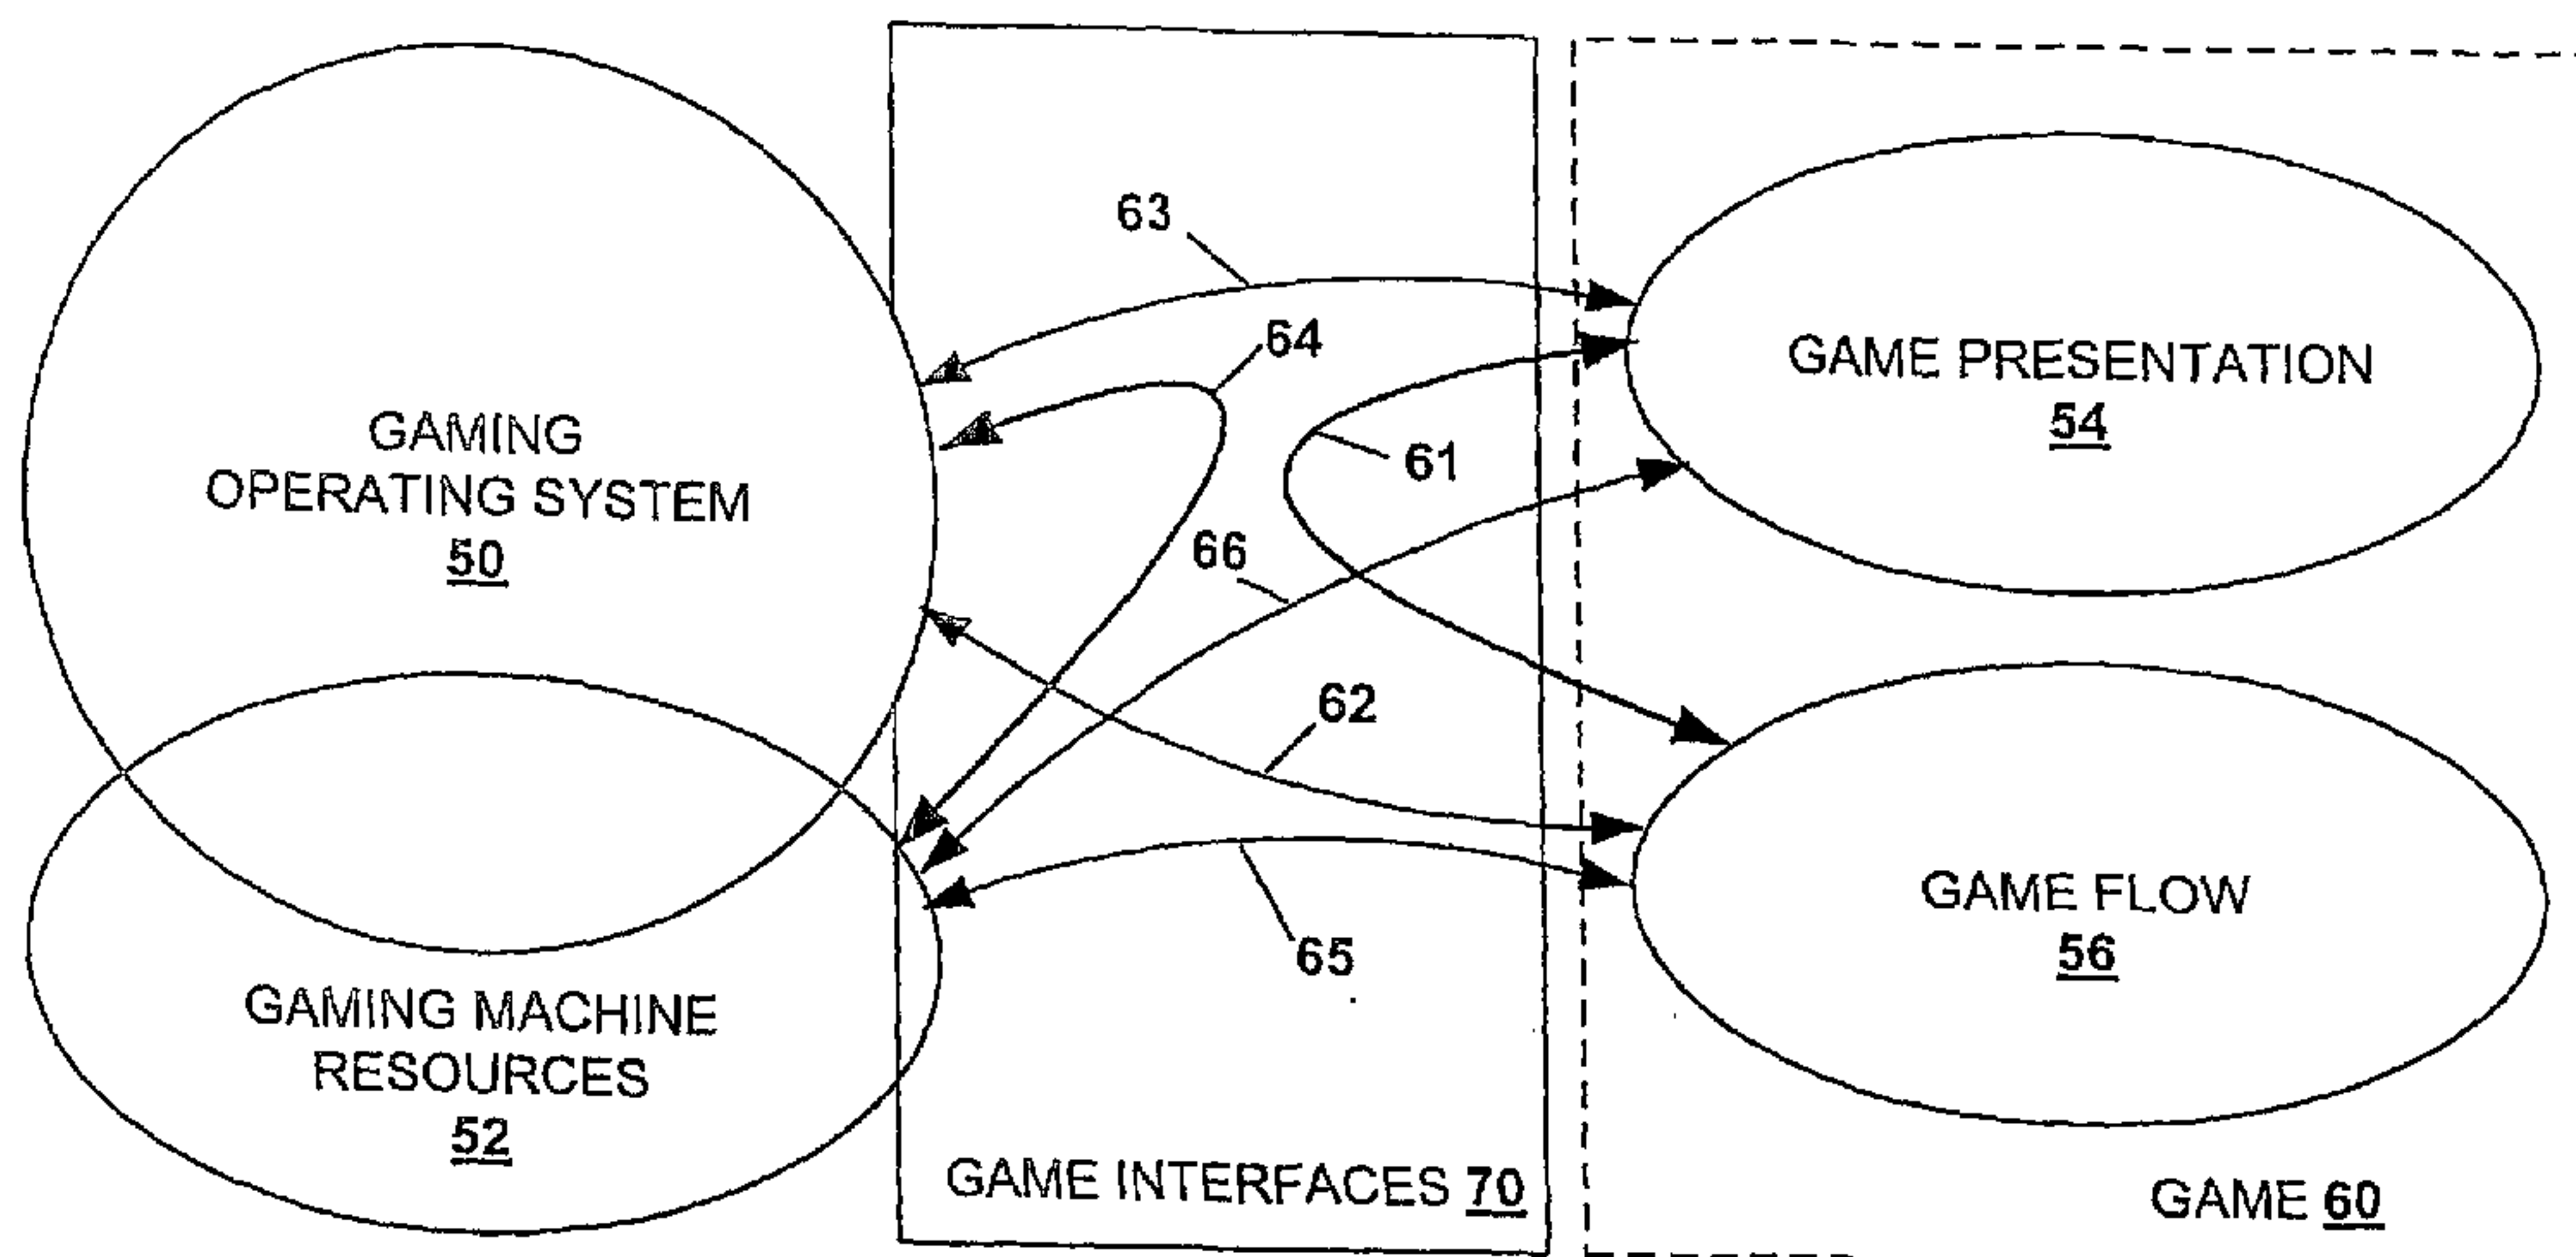 63
64
GAME PRESENTATION
54
GAMING
OPERATING SYSTEM
50
61
66
62
GAME FLOW
56
65
GAMING MACHINE
RESOURCES
52
GAME INTERFACES 70
GAME 60